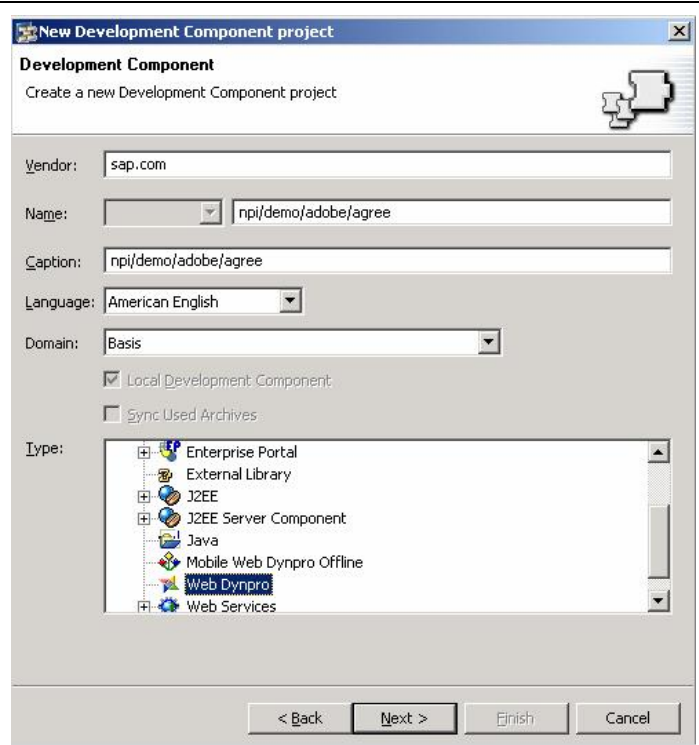 New Development Component project
Development Component
Create a new Development Component project
Vendor: sap.com
Name: npi/demo/adobe/agree
Caption: npi/demo/adobe/agree
Language: American English
Domain: Basis
Local Development Component
Sync Used Archives
Type: Enterprise Portal
External Library
J2EE
J2EE Server Component
Java
Mobile Web Dynpro Offline
Web Dynpro
Web Services
< Back Next > Finish Cancel